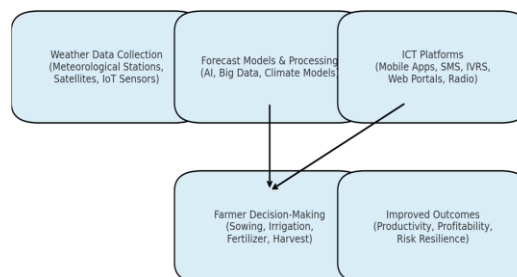 Weather Data Collection
(Meteorological Stations,
Satellites, IoT Sensors)
Forecast Models & Processing
(AI, Big Data, Climate Models)
ICT Platforms
(Mobile Apps, SMS, IVRS,
Web Portals, Radio)
Farmer Decision-Making
(Sowing, Irrigation,
Fertilizer, Harvest)
Improved Outcomes
(Productivity, Profitability,
Risk Resilience)